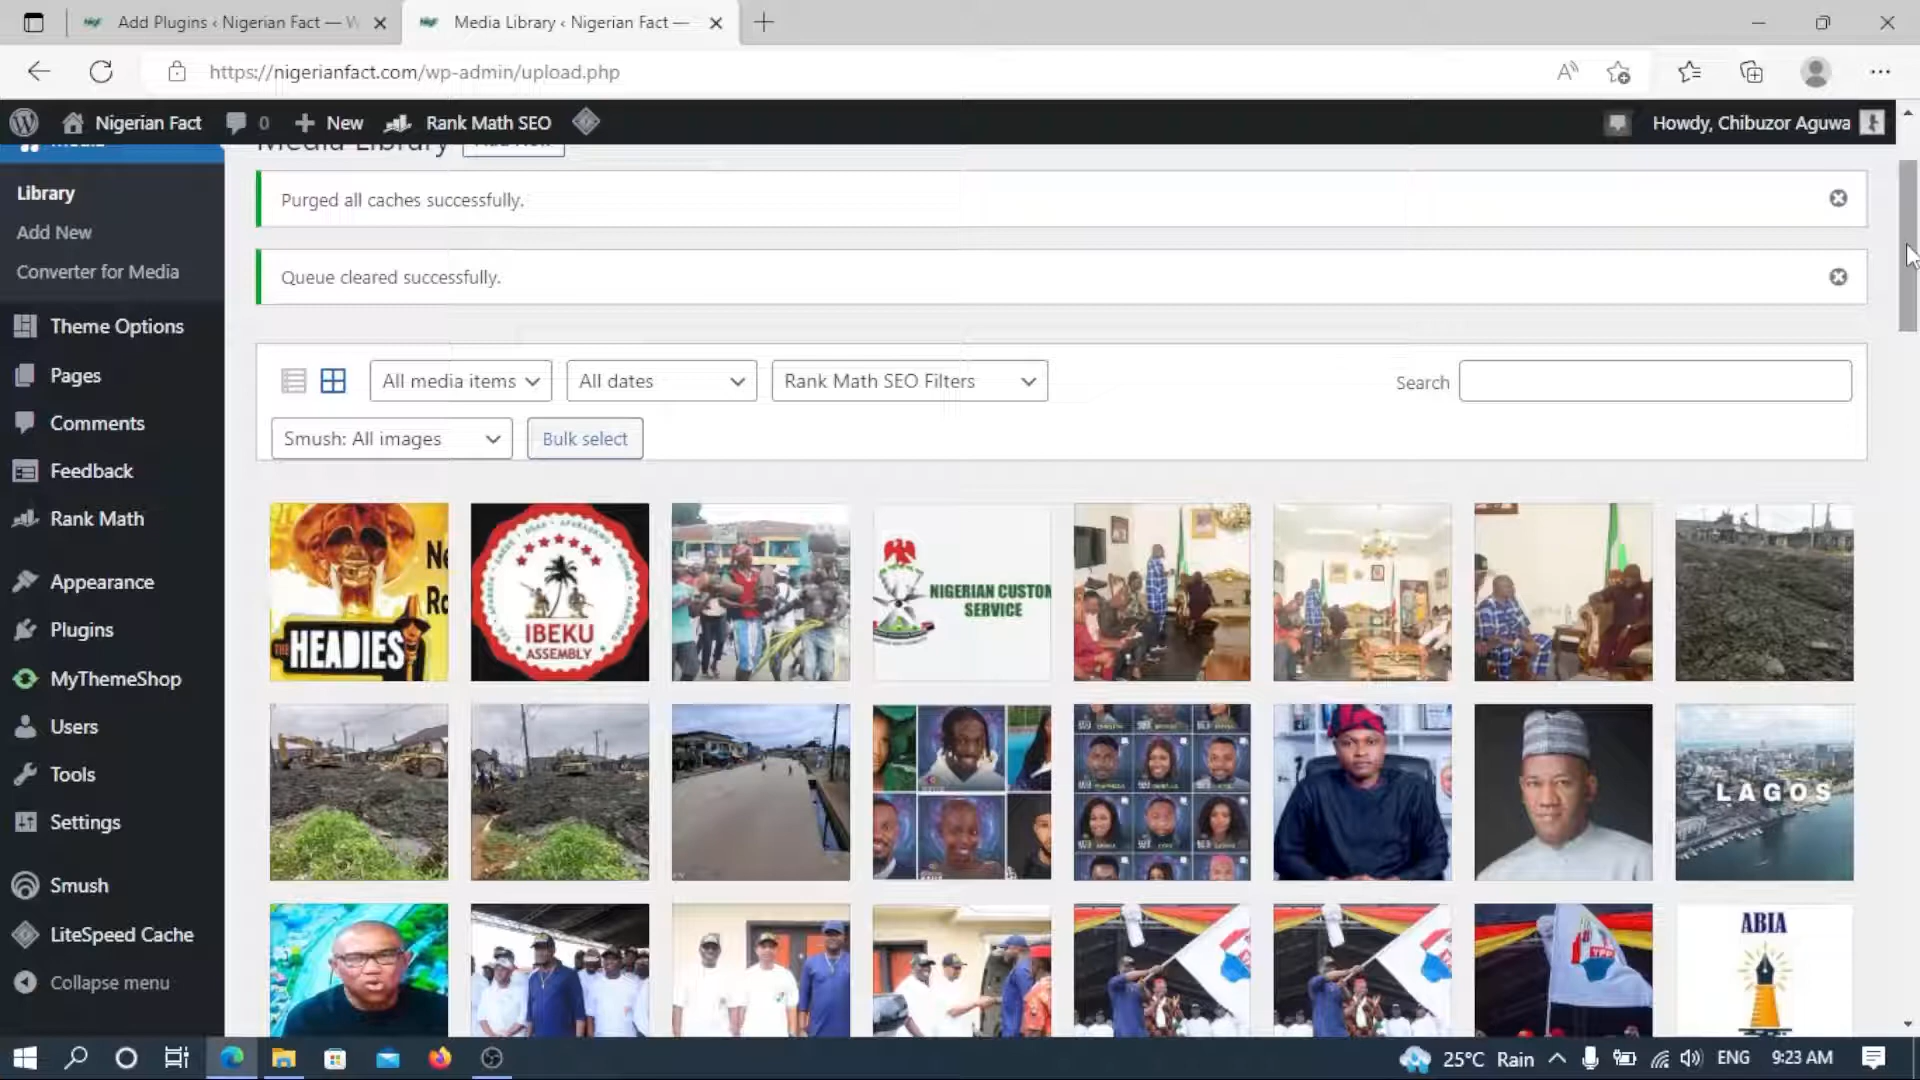 Add Plugins ‹ Nigerian Fact — W
Media Library ‹ Nigerian Fact —
https://nigerianfact.com/wp-admin/upload.php
Nigerian Fact
0
New
Rank Math SEO
Howdy, Chibuzor Aguwa
Media Library
Purged all caches successfully.
Queue cleared successfully.
Library
Add New
Converter for Media
Theme Options
Pages
Comments
Feedback
Rank Math
Appearance
Plugins
MyThemeShop
Users
Tools
Settings
Smush
LiteSpeed Cache
Collapse menu
All media items
All dates
Rank Math SEO Filters
Search
Smush: All images
Bulk select
THE HEADIES
IBEKU
ASSEMBLY
NIGERIAN CUSTOM
SERVICE
LAGOS
YPP
ABIA
25°C Rain
ENG
9:23 AM